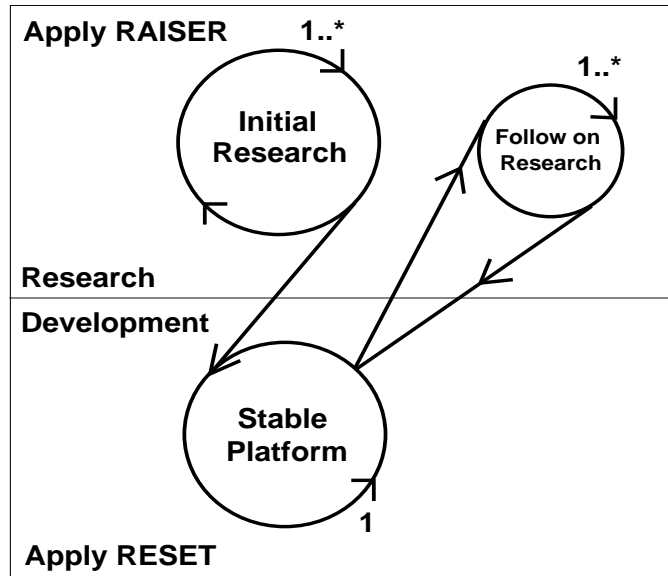 Apply RAISER
1..*
1..*
Initial
Research
Follow on
Research
Research
Development
Stable
Platform
1
Apply RESET